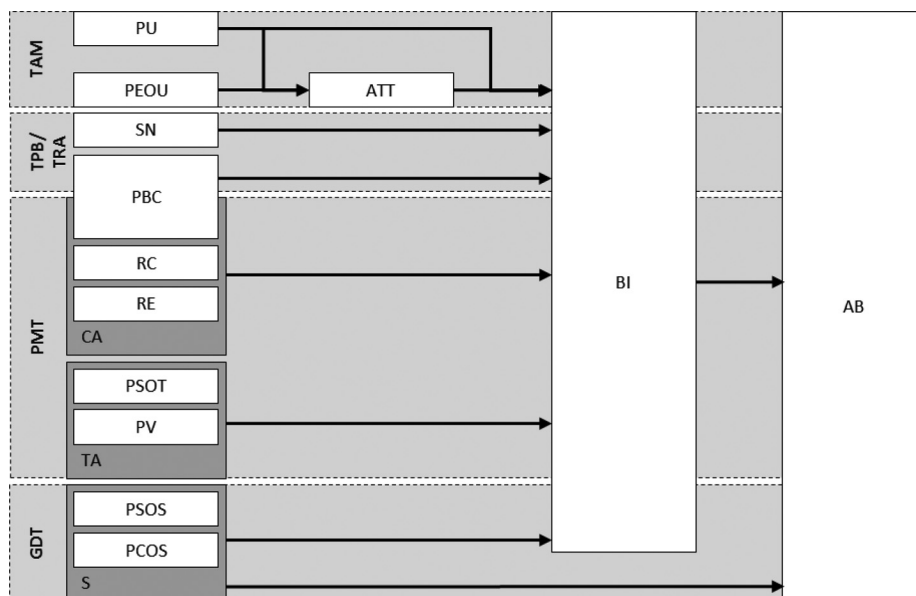 TAM
PU
PEOU
ATT
TPB/
TRA
SN
PBC
PMT
RC
RE
CA
PSOT
PV
TA
GDT
PSOS
PCOS
S
BI
AB